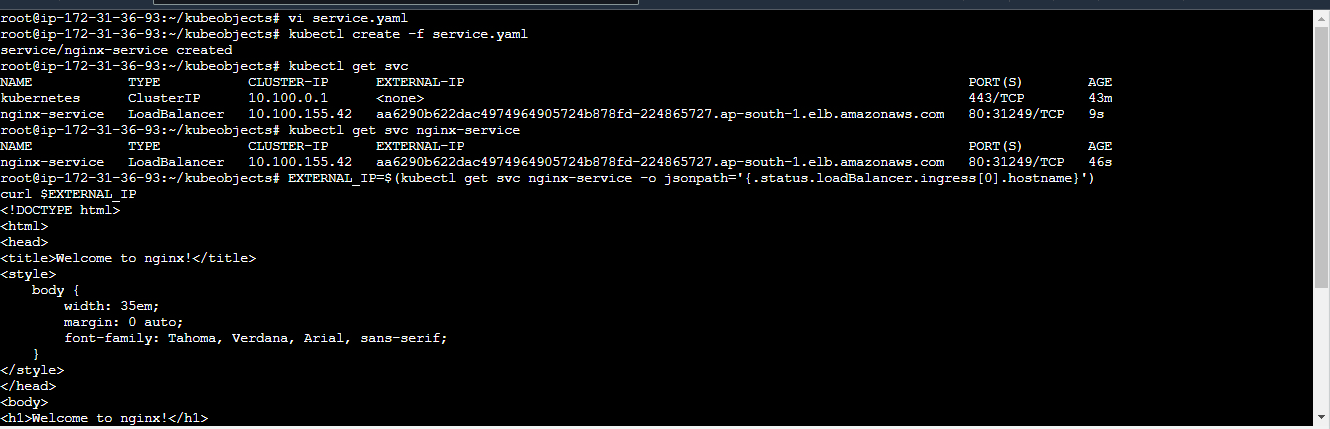 root@ip-172-31-36-93:~/kubeobjects# vi service.yaml
root@ip-172-31-36-93:~/kubeobjects# kubectl create -f service.yaml
service/nginx-service created
root@ip-172-31-36-93:~/kubeobjects# kubectl get svc
NAME            TYPE           CLUSTER-IP      EXTERNAL-IP                                                               PORT(S)        AGE
kubernetes      ClusterIP      10.100.0.1      <none>                                                                    443/TCP        43m
nginx-service   LoadBalancer   10.100.155.42   aa6290b622dac4974964905724b878fd-224865727.ap-south-1.elb.amazonaws.com   80:31249/TCP   9s
root@ip-172-31-36-93:~/kubeobjects# kubectl get svc nginx-service
NAME            TYPE           CLUSTER-IP      EXTERNAL-IP                                                               PORT(S)        AGE
nginx-service   LoadBalancer   10.100.155.42   aa6290b622dac4974964905724b878fd-224865727.ap-south-1.elb.amazonaws.com   80:31249/TCP   46s
root@ip-172-31-36-93:~/kubeobjects# EXTERNAL_IP=$(kubectl get svc nginx-service -o jsonpath='{.status.loadBalancer.ingress[0].hostname}')
curl $EXTERNAL_IP
<!DOCTYPE html>
<html>
<head>
<title>Welcome to nginx!</title>
<style>
    body {
        width: 35em;
        margin: 0 auto;
        font-family: Tahoma, Verdana, Arial, sans-serif;
    }
</style>
</head>
<body>
<h1>Welcome to nginx!</h1>